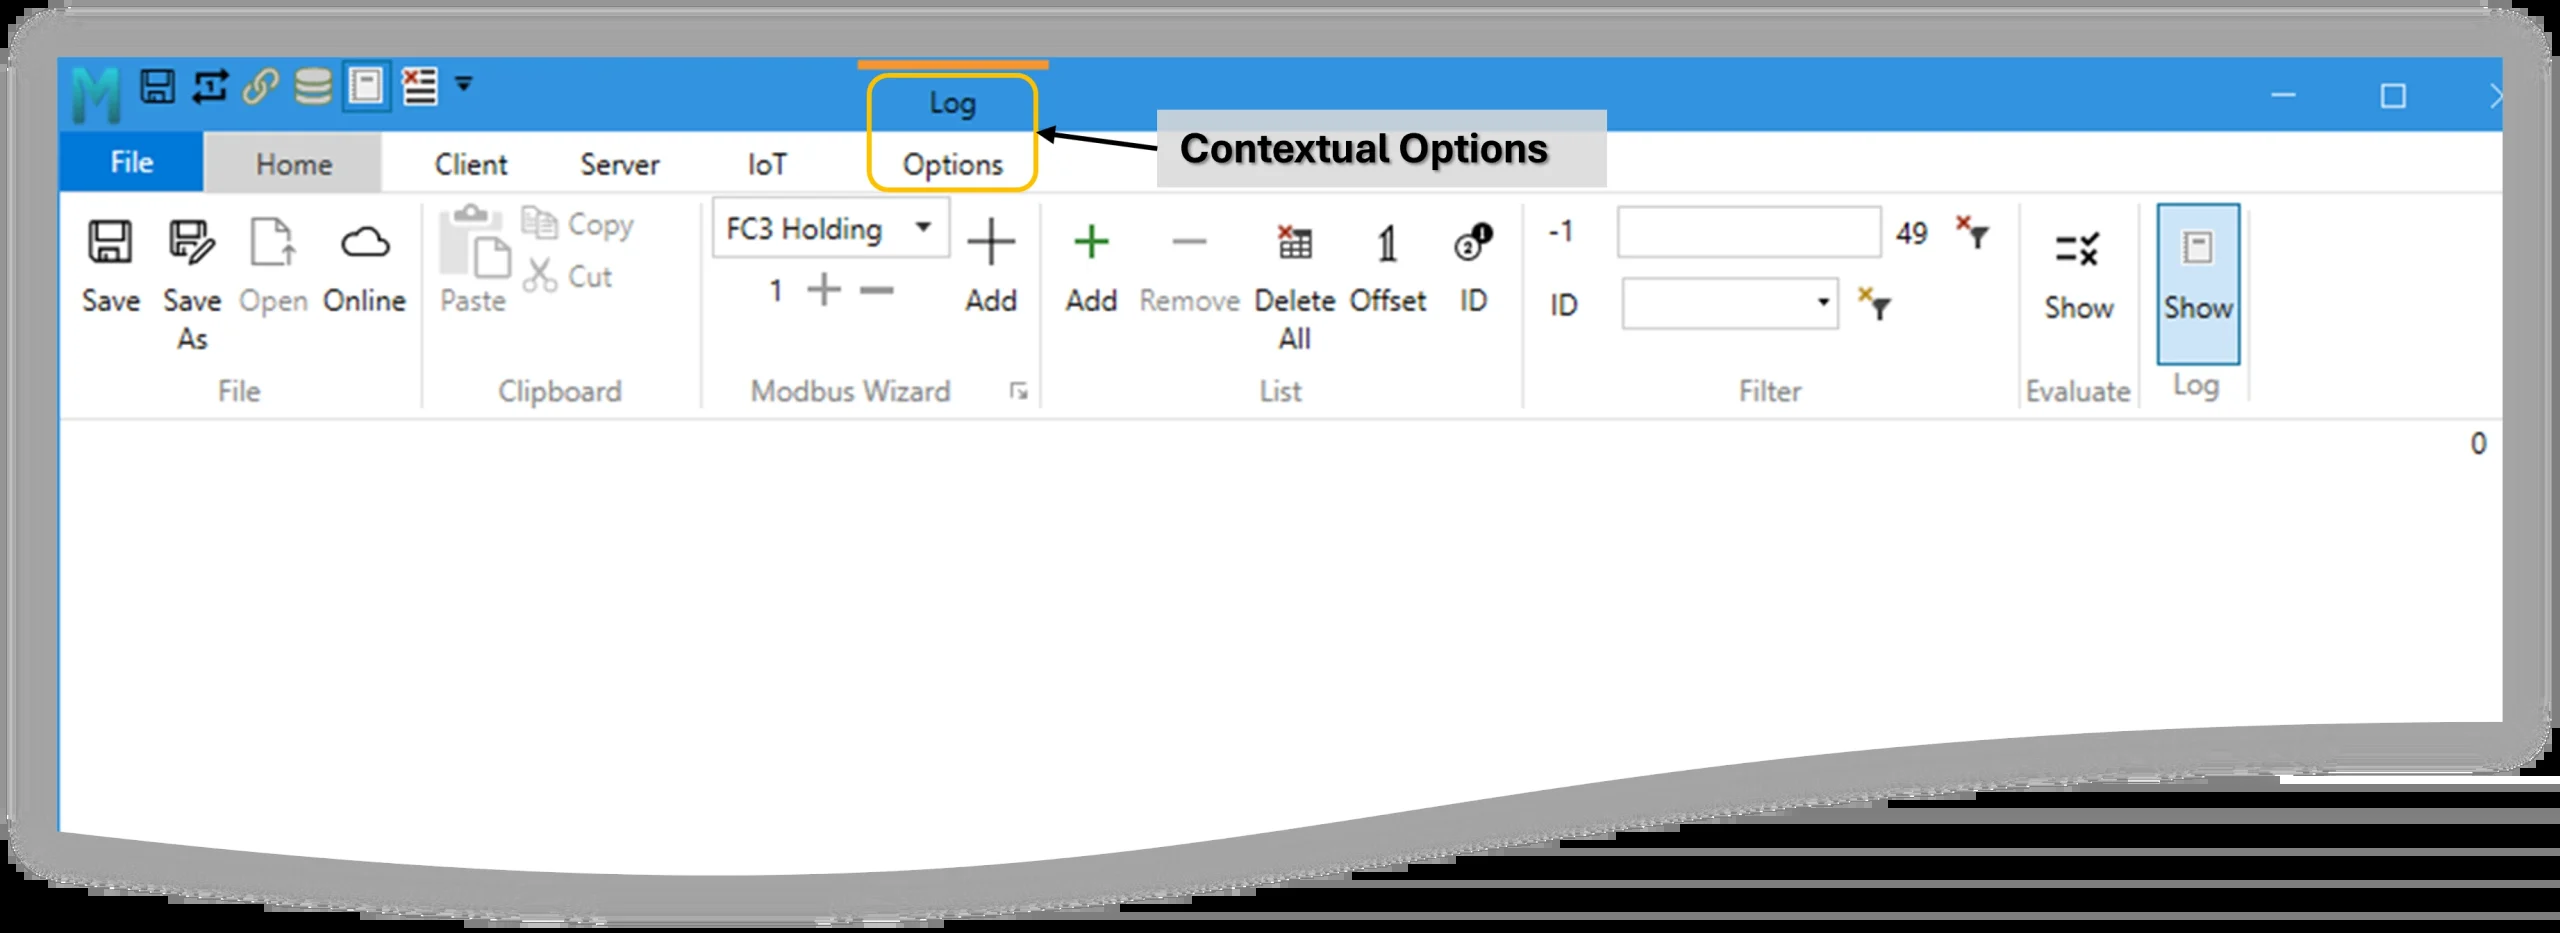 M
Log
Contextual Options
File Home Client Server IoT Options
Save Save As Open Online
File
Paste Copy Cut
Clipboard
FC3 Holding
1
Add
Modbus Wizard
Add Remove Delete All Offset ID
List
-1 49
ID
Filter
Show
Evaluate
Show
Log
0